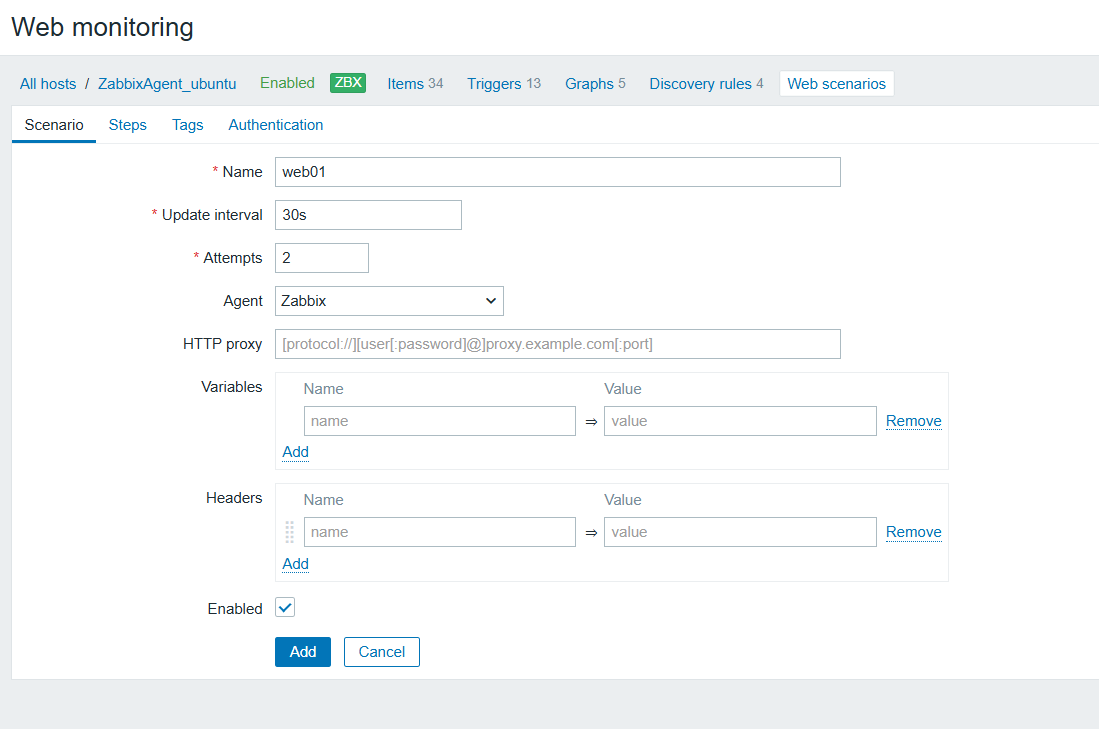 Web monitoring
All hosts / ZabbixAgent_ubuntu Enabled ZBX Items 34 Triggers 13 Graphs 5 Discovery rules 4 Web scenarios
Scenario Steps Tags Authentication
* Name web01
* Update interval 30s
* Attempts 2
Agent Zabbix
HTTP proxy [protocol://][user[:password]@]proxy.example.com[:port]
Variables Name Value
name ⇒ value Remove
Add
Headers Name Value
name ⇒ value Remove
Add
Enabled
Add Cancel